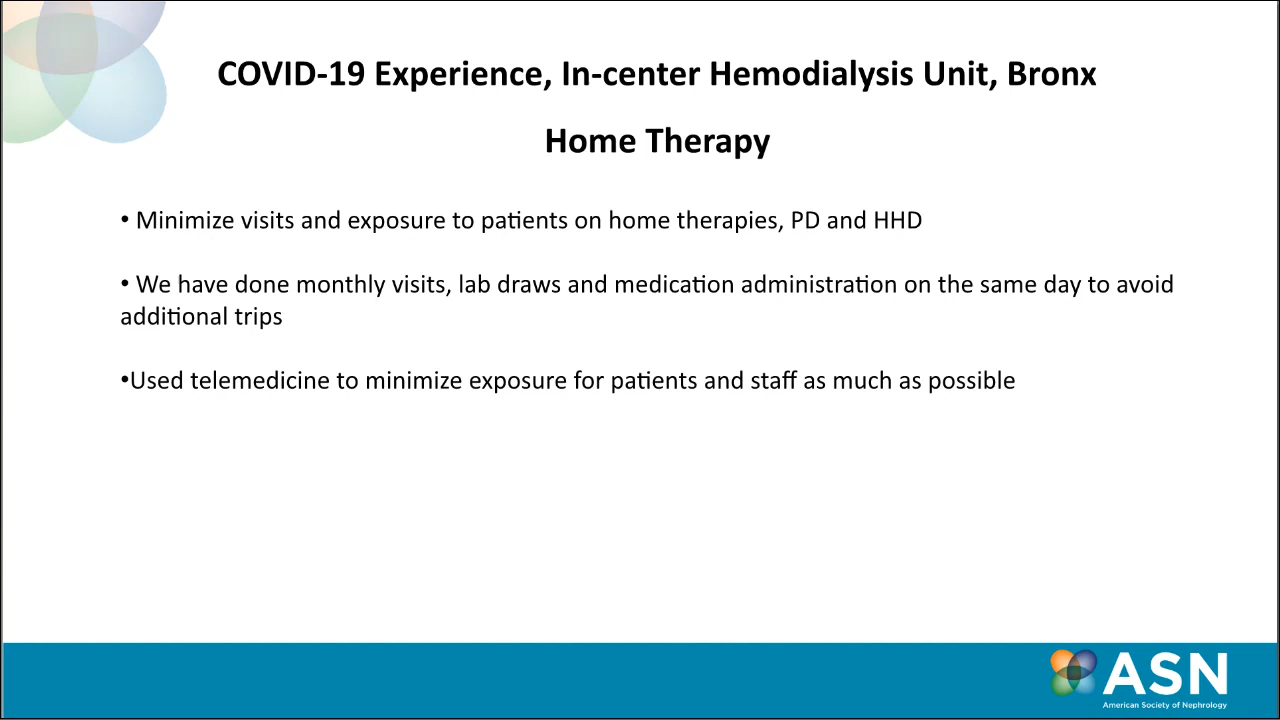 COVID-19 Experience, In-center Hemodialysis Unit, Bronx
Home Therapy
• Minimize visits and exposure to patients on home therapies, PD and HHD
• We have done monthly visits, lab draws and medication administration on the same day to avoid
additional trips
•Used telemedicine to minimize exposure for patients and staff as much as possible
ASN
American Society of Nephrology